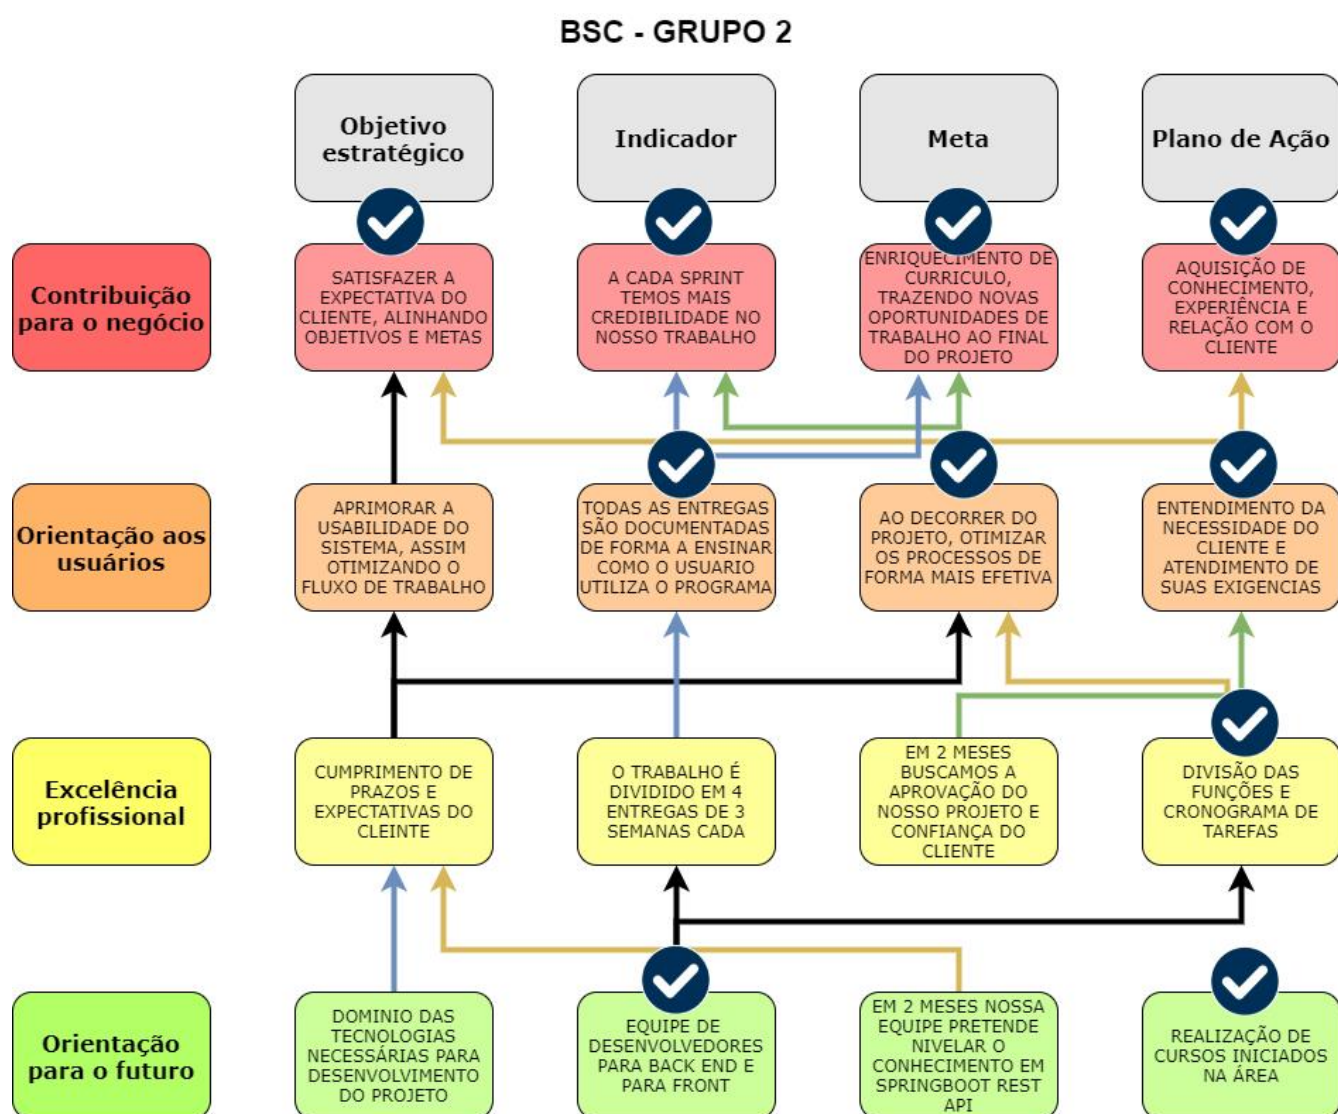 BSC - GRUPO 2
Objetivo
estratégico
Indicador
Meta
Plano de Ação
Contribuição
para o negócio
SATISFAZER A
EXPECTATIVA DO
CLIENTE, ALINHANDO
OBJETIVOS E METAS
A CADA SPRINT
TEMOS MAIS
CREDIBILIDADE NO
NOSSO TRABALHO
ENRIQUECIMENTO DE
CURRICULO,
TRAZENDO NOVAS
OPORTUNIDADES DE
TRABALHO AO FINAL
DO PROJETO
AQUISIÇÃO DE
CONHECIMENTO,
EXPERIÊNCIA E
RELAÇÃO COM O
CLIENTE
Orientação aos
usuários
APRIMORAR A
USABILIDADE DO
SISTEMA, ASSIM
OTIMIZANDO O
FLUXO DE TRABALHO
TODAS AS ENTREGAS
SÃO DOCUMENTADAS
DE FORMA A ENSINAR
COMO O USUARIO
UTILIZA O PROGRAMA
AO DECORRER DO
PROJETO, OTIMIZAR
OS PROCESSOS DE
FORMA MAIS EFETIVA
ENTENDIMENTO DA
NECESSIDADE DO
CLIENTE E
ATENDIMENTO DE
SUAS EXIGENCIAS
Excelência
profissional
CUMPRIMENTO DE
PRAZOS E
EXPECTATIVAS DO
CLEINTE
O TRABALHO É
DIVIDIDO EM 4
ENTREGAS DE 3
SEMANAS CADA
EM 2 MESES
BUSCAMOS A
APROVAÇÃO DO
NOSSO PROJETO E
CONFIANÇA DO
CLIENTE
DIVISÃO DAS
FUNÇÕES E
CRONOGRAMA DE
TAREFAS
Orientação
para o futuro
DOMINIO DAS
TECNOLOGIAS
NECESSÁRIAS PARA
DESENVOLVIMENTO
DO PROJETO
EQUIPE DE
DESENVOLVEDORES
PARA BACK END E
PARA FRONT
EM 2 MESES NOSSA
EQUIPE PRETENDE
NIVELAR O
CONHECIMENTO EM
SPRINGBOOT REST
API
REALIZAÇÃO DE
CURSOS INICIADOS
NA ÁREA